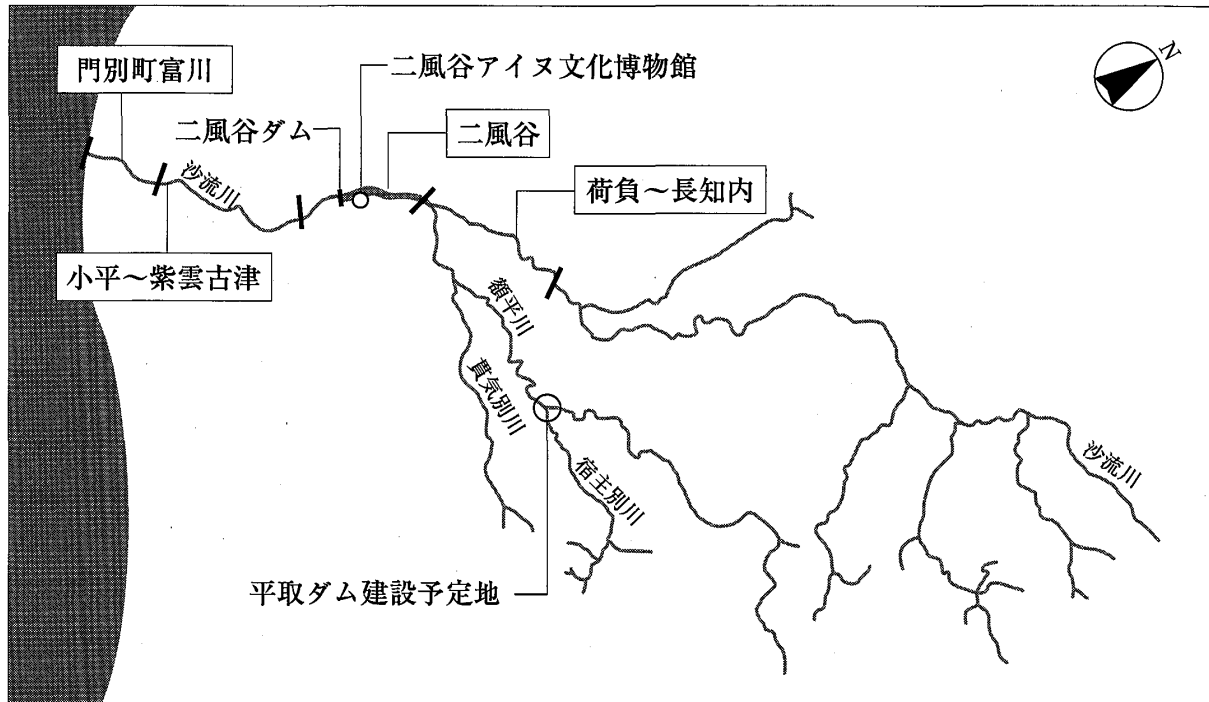 門別町富川
二風谷アイヌ文化博物館
N
二風谷ダム
二風谷
沙流川
荷負～長知内
小平～紫雲古津
額平川
貫気別川
宿主別川
沙流川
平取ダム建設予定地